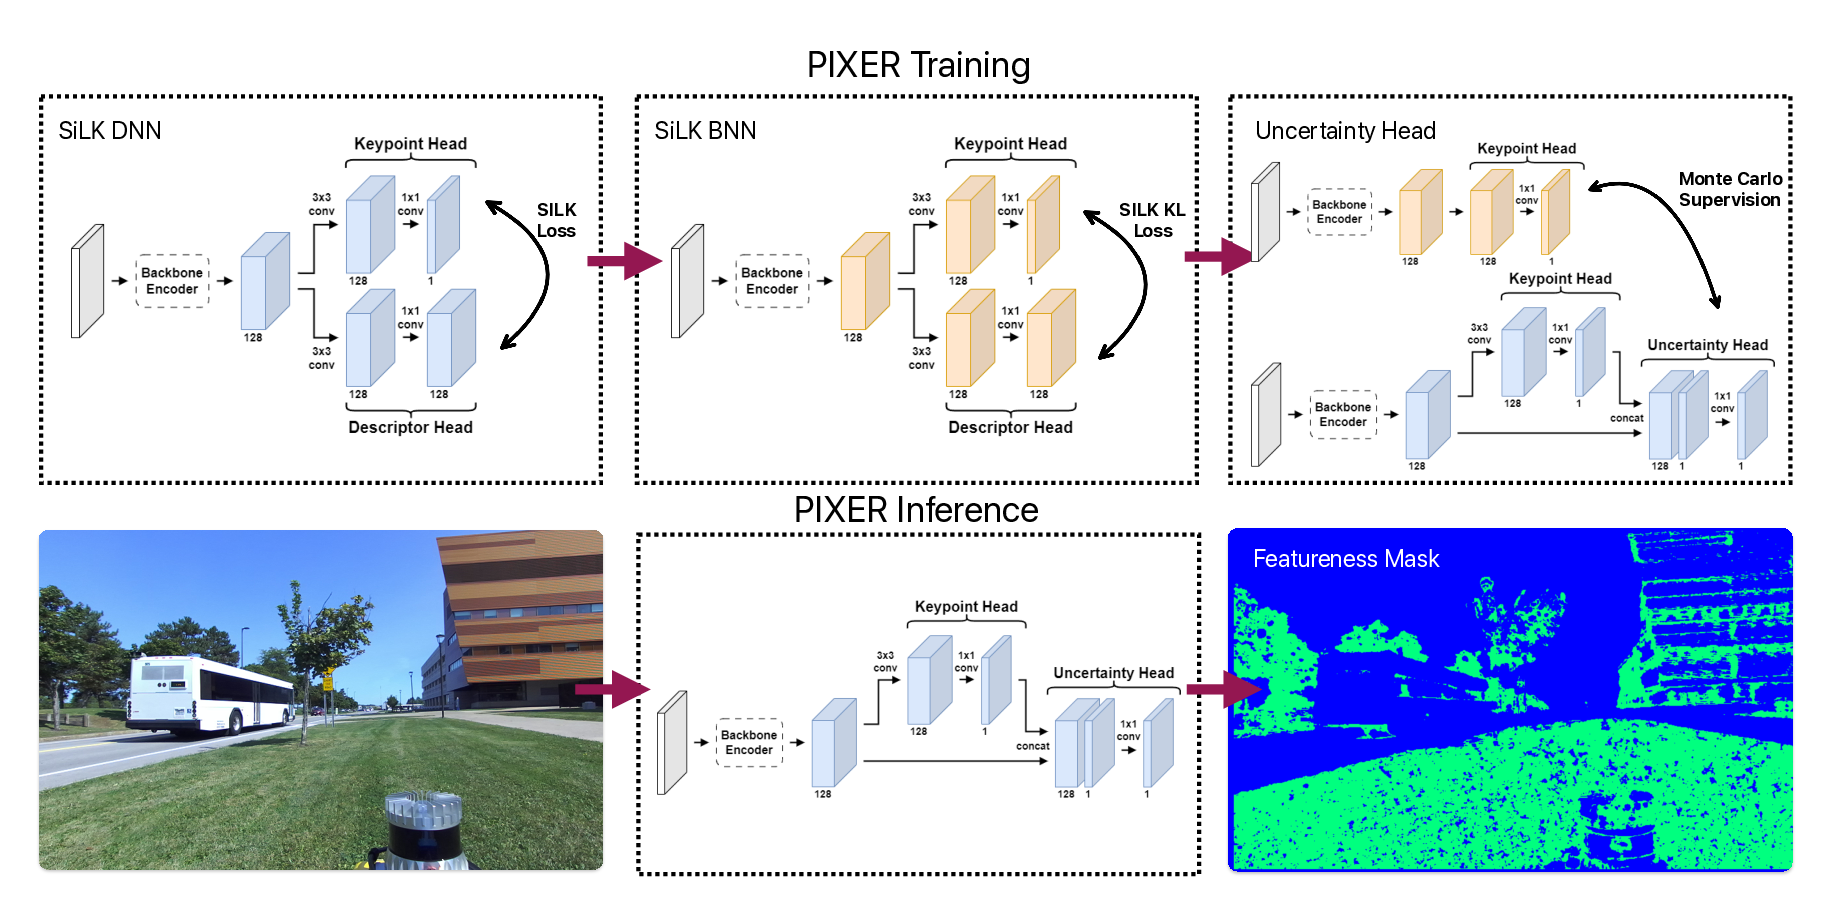 PIXER Training
SiLK DNN
Keypoint Head
3x3
conv
1x1
conv
SILK
Loss
Backbone
Encoder
128
128
1
3x3
conv
1x1
conv
128
128
Descriptor Head
SiLK BNN
Keypoint Head
3x3
conv
1x1
conv
SILK KL
Loss
Backbone
Encoder
128
128
1
3x3
conv
1x1
conv
128
128
Descriptor Head
Uncertainty Head
Keypoint Head
1x1
conv
Monte Carlo
Supervision
Backbone
Encoder
128
128
1
Keypoint Head
3x3
conv
1x1
conv
Uncertainty Head
128
1
Backbone
Encoder
1x1
conv
concat
128
128
1
1
PIXER Inference
Keypoint Head
3x3
conv
1x1
conv
Uncertainty Head
128
1
Backbone
Encoder
1x1
conv
concat
128
128
1
1
Featureness Mask